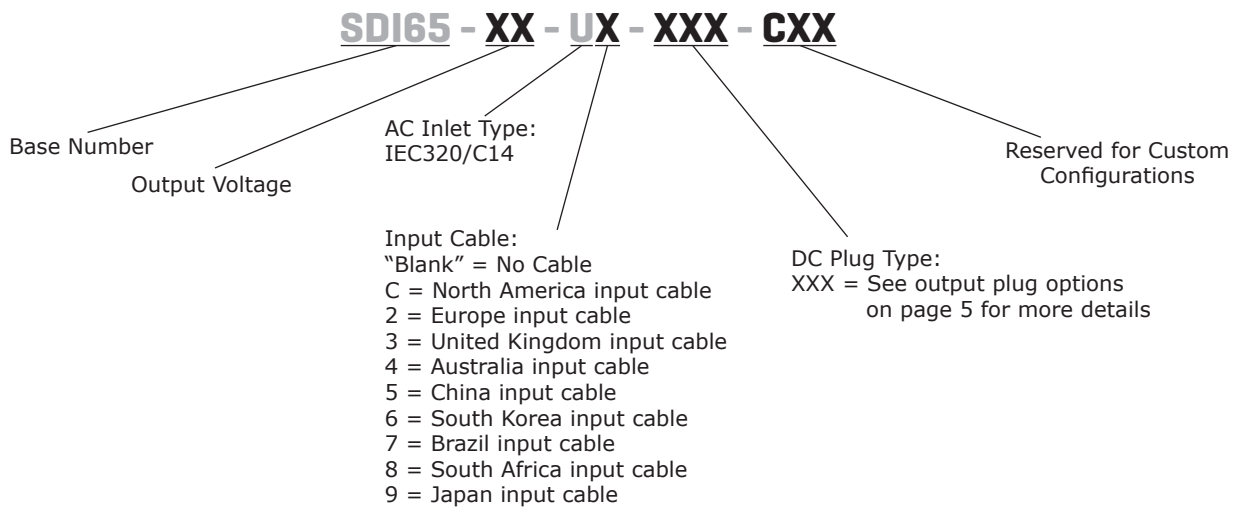 SDI65 - XX - UX - XXX - CXX
Base Number
Output Voltage
AC Inlet Type:
IEC320/C14
Input Cable:
“Blank” = No Cable
C = North America input cable
2 = Europe input cable
3 = United Kingdom input cable
4 = Australia input cable
5 = China input cable
6 = South Korea input cable
7 = Brazil input cable
8 = South Africa input cable
9 = Japan input cable
DC Plug Type:
XXX = See output plug options
on page 5 for more details
Reserved for Custom
Configurations